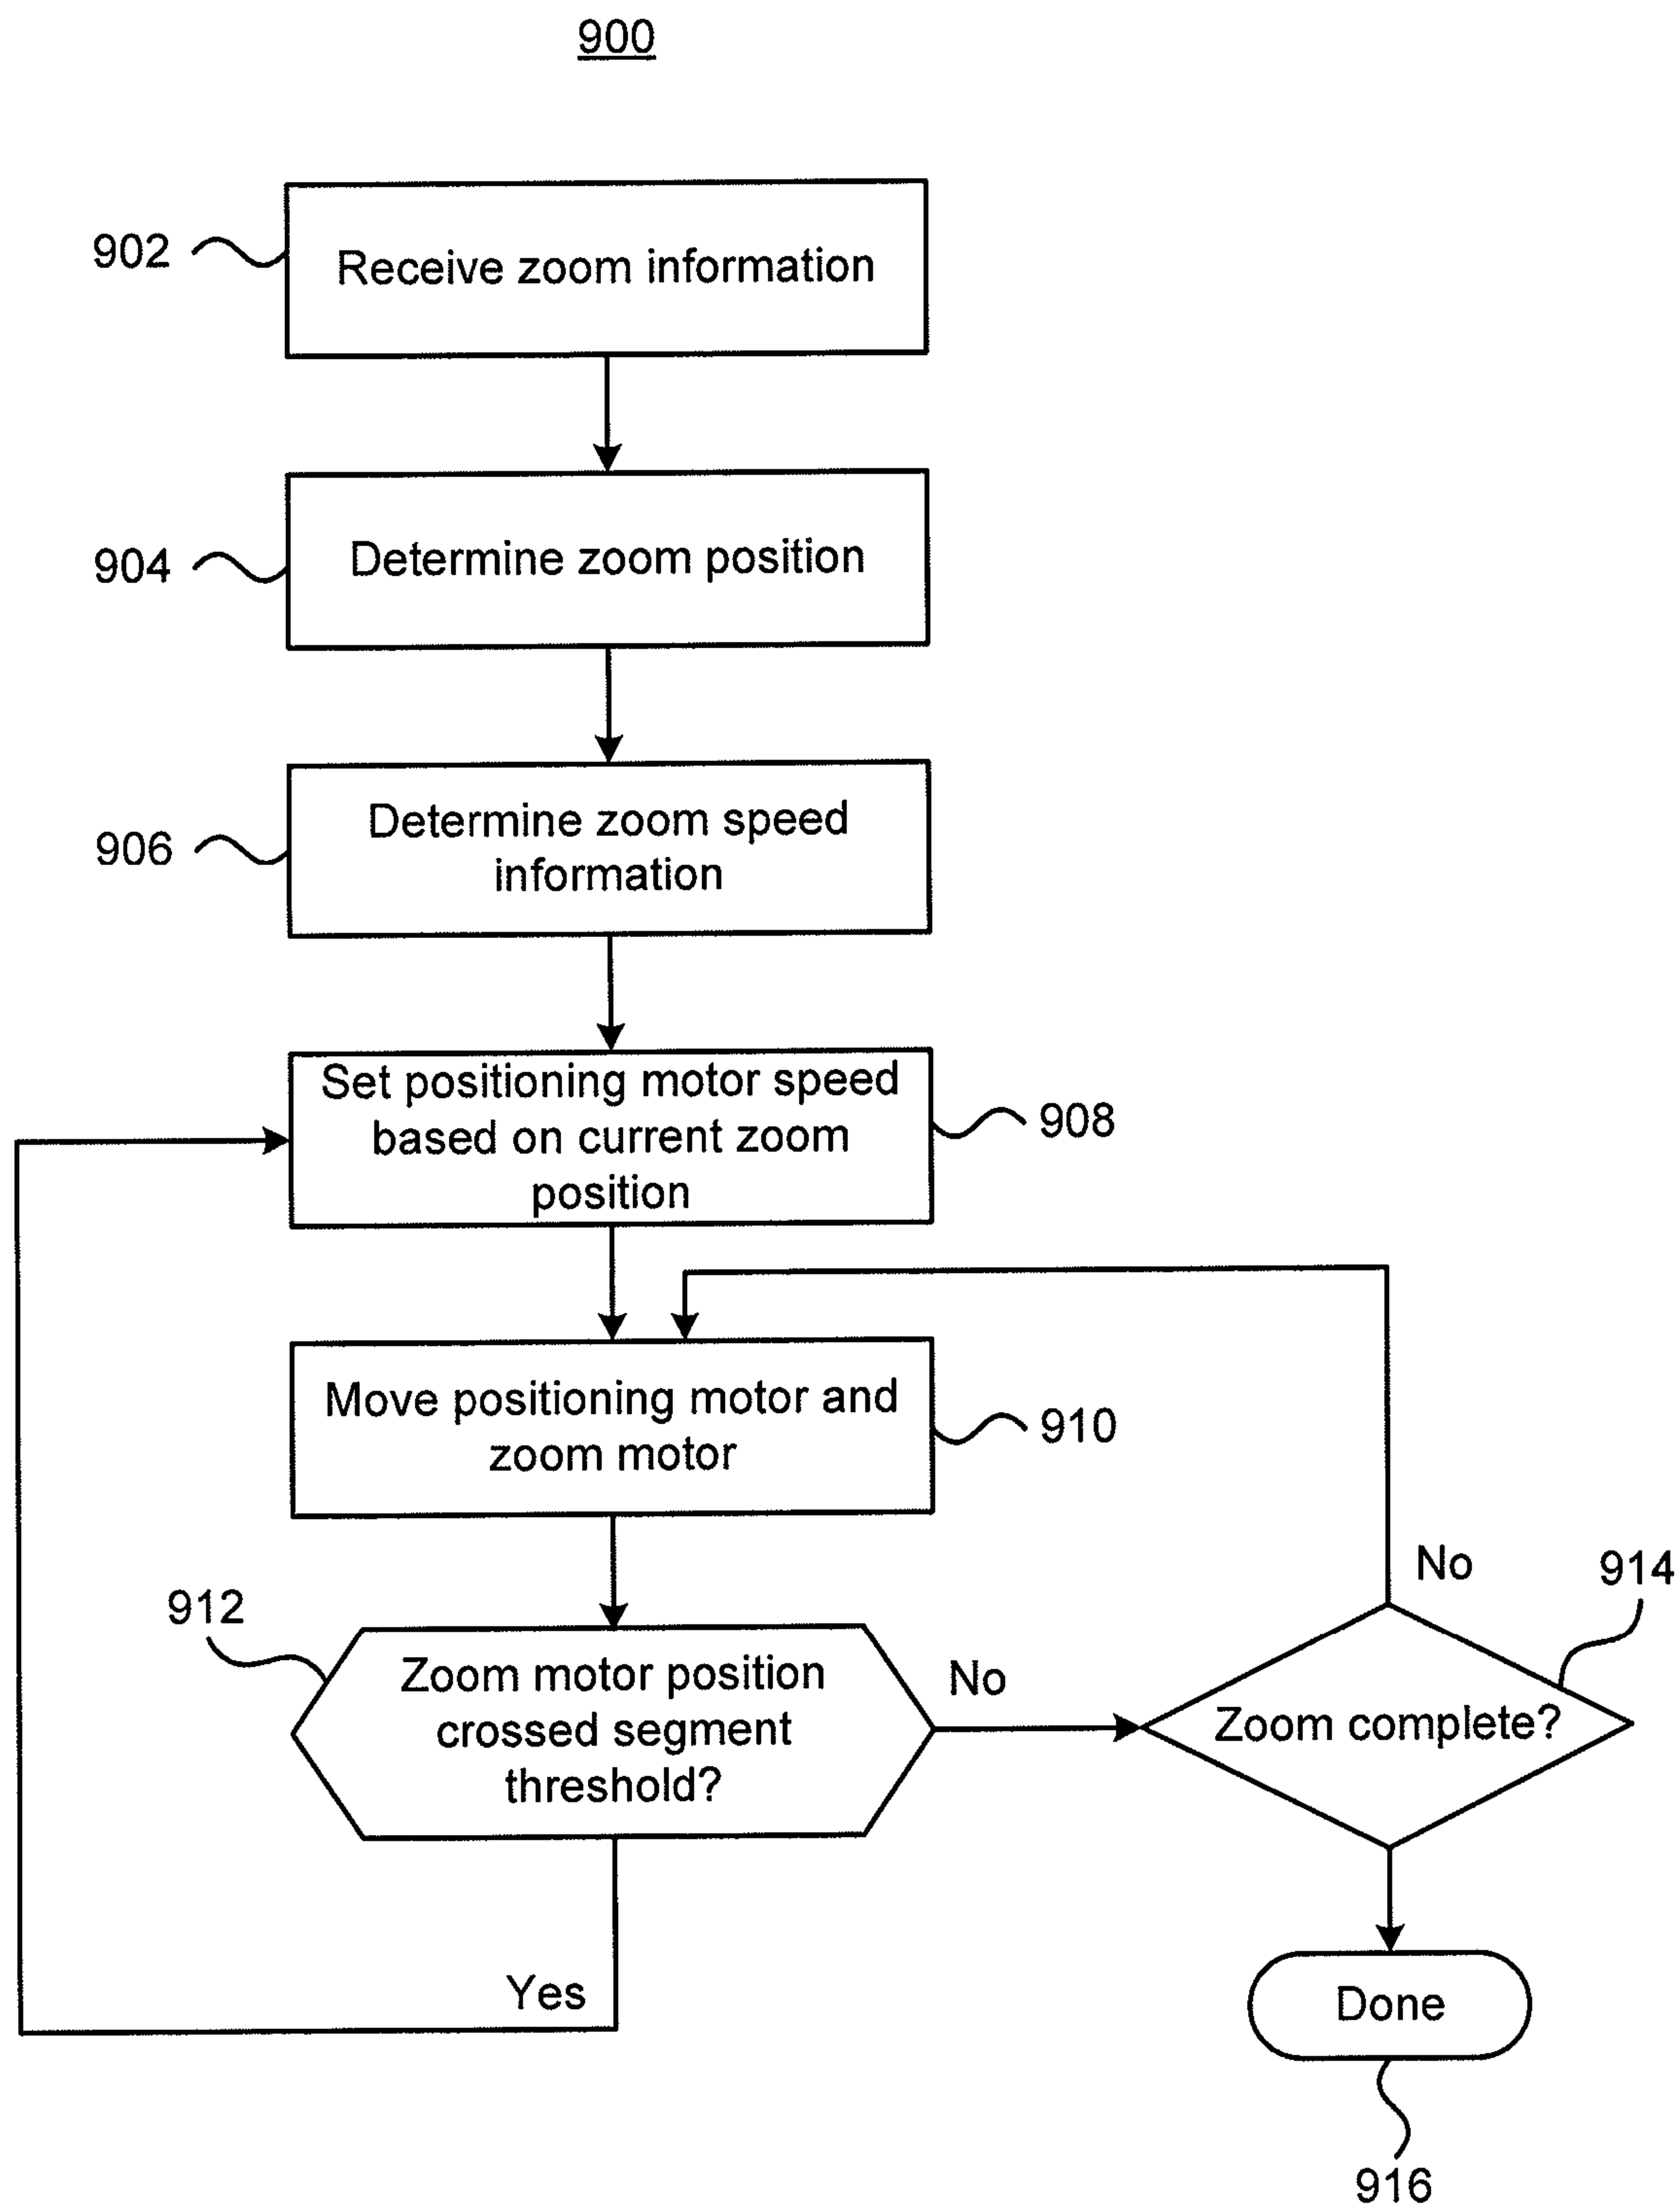 900
902
Receive zoom information
904
Determine zoom position
906
Determine zoom speed
information
Set positioning motor speed
based on current zoom
position
908
Move positioning motor and
zoom motor
910
912
Zoom motor position
crossed segment
threshold?
No
No
914
Zoom complete?
Yes
Done
916